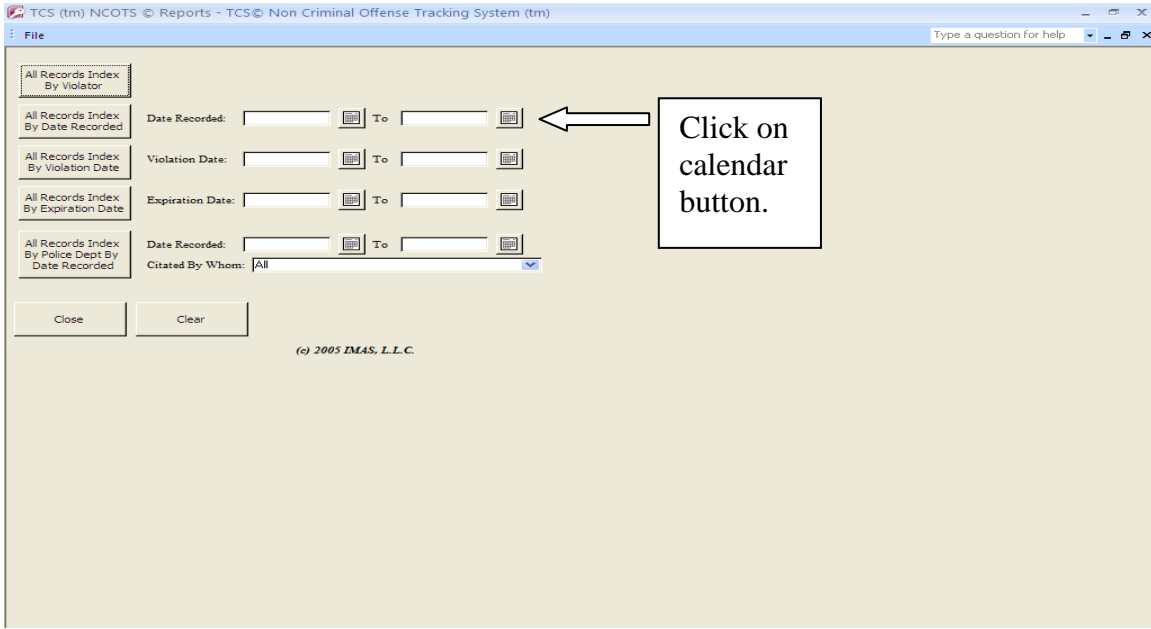 TCS (tm) NCOTS © Reports - TCS© Non Criminal Offense Tracking System (tm)
File
Type a question for help
All Records Index
By Violator
All Records Index
By Date Recorded
Date Recorded:
To
Click on
calendar
button.
All Records Index
By Violation Date
Violation Date:
To
All Records Index
By Expiration Date
Expiration Date:
To
All Records Index
By Police Dept By
Date Recorded
Date Recorded:
To
Citated By Whom: All
Close
Clear
(c) 2005 IMAS, L.L.C.